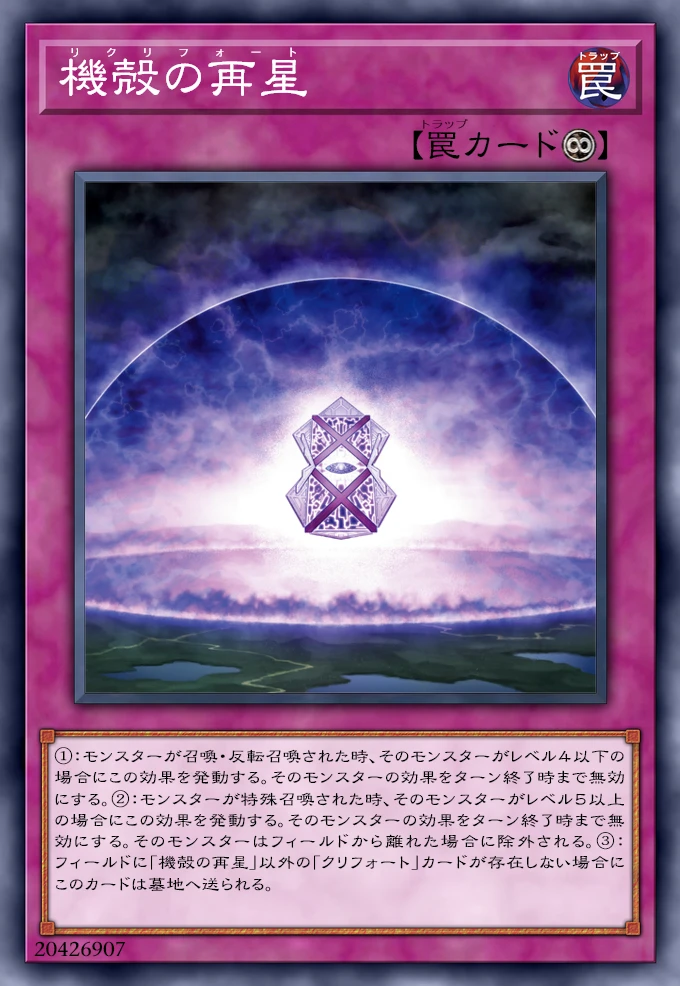 リクリフォート
機殻の再星
トラップ
罠
トラップ
【罠カード】
①：モンスターが召喚・反転召喚された時、そのモンスターがレベル４以下の
場合にこの効果を発動する。そのモンスターの効果をターン終了時まで無効
にする。②：モンスターが特殊召喚された時、そのモンスターがレベル５以上
の場合にこの効果を発動する。そのモンスターの効果をターン終了時まで無
効にする。そのモンスターはフィールドから離れた場合に除外される。③：
フィールドに「機殻の再星」以外の「クリフォート」カードが存在しない場合に
このカードは墓地へ送られる。
20426907